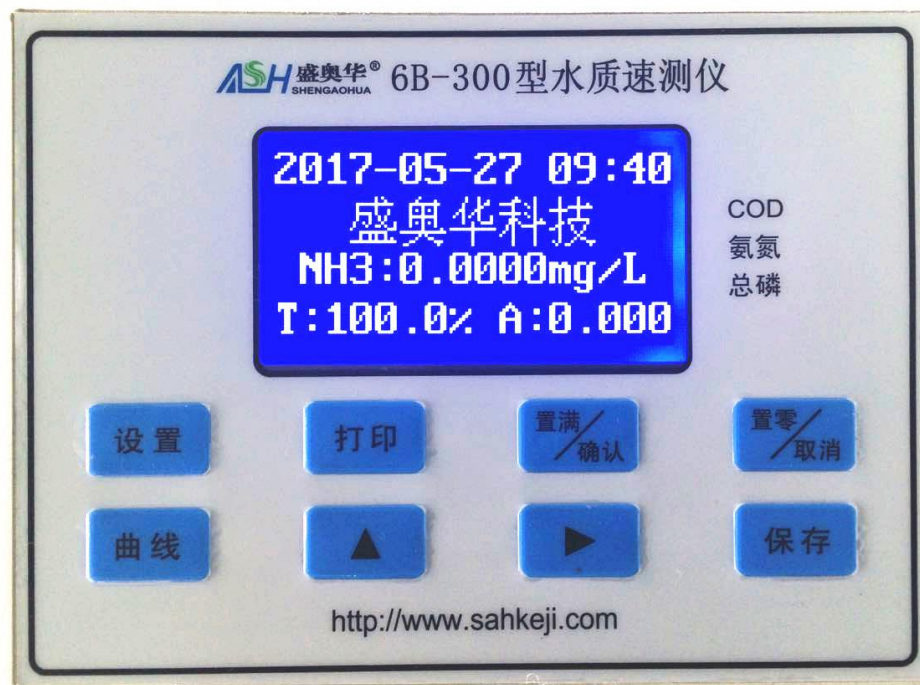 ASH 盛奥华® SHENGAOHUA 6B-300型水质速测仪
2017-05-27 09:40
盛奥华科技
NH3:0.0000mg/L
T:100.0% A:0.000
COD
氨氮
总磷
设置 打印 置满/确认 置零/取消
曲线 ▲ ▶ 保存
http://www.sahkeji.com